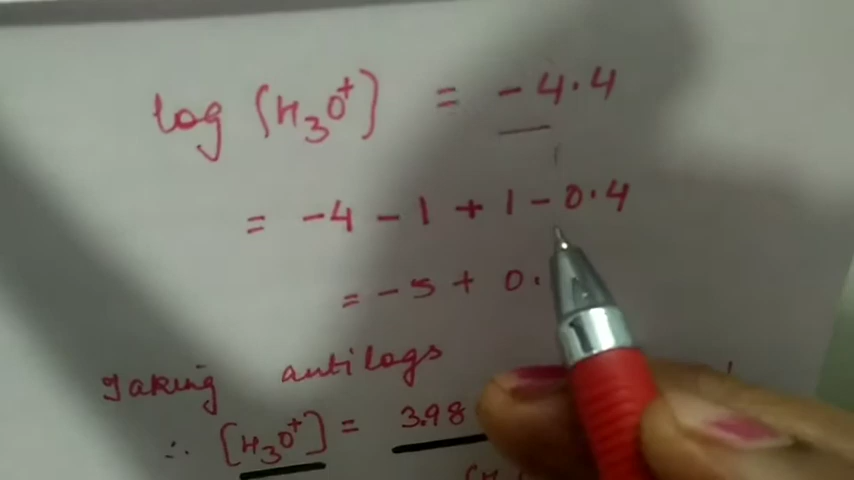 log [H3O+] = -4.4
= -4 - 1 + 1 - 0.4
= -5 + 0.
Taking antilogs
∴ [H3O+] = 3.98